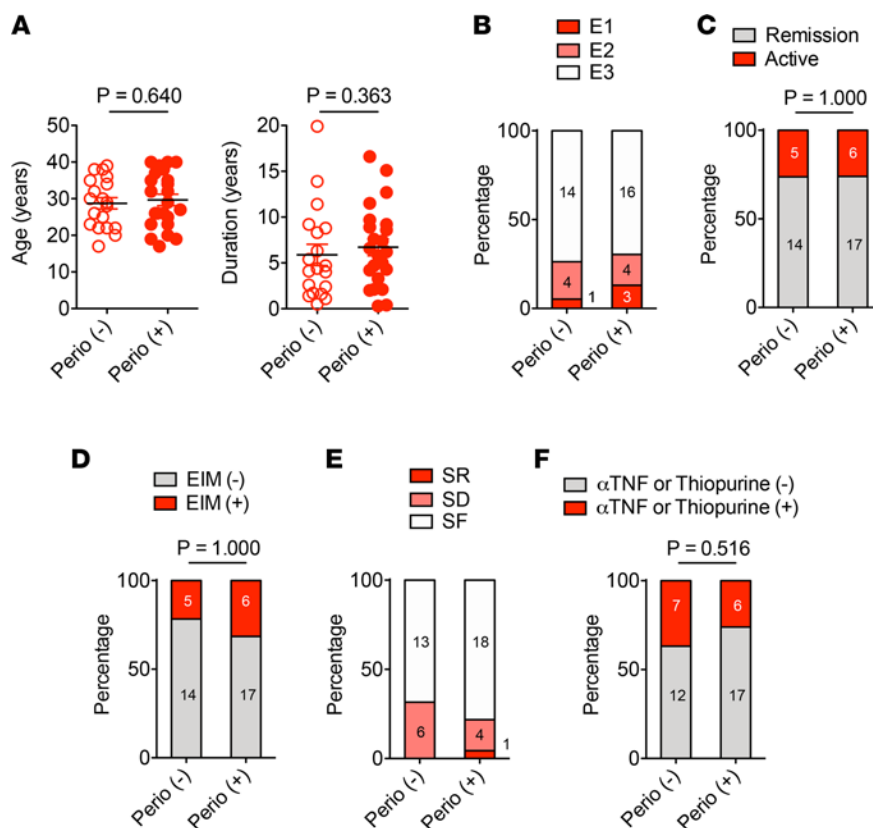 A
P = 0.640
Age (years)
50
40
30
20
10
0
Perio (-)
Perio (+)
P = 0.363
Duration (years)
20
15
10
5
0
Perio (-)
Perio (+)
B
E1
E2
E3
Percentage
100
50
0
14
16
4
4
1
3
Perio (-)
Perio (+)
C
Remission
Active
P = 1.000
Percentage
100
50
0
5
6
14
17
Perio (-)
Perio (+)
D
EIM (-)
EIM (+)
P = 1.000
Percentage
100
50
0
5
6
14
17
Perio (-)
Perio (+)
E
SR
SD
SF
Percentage
100
50
0
13
18
6
4
1
Perio (-)
Perio (+)
F
αTNF or Thiopurine (-)
αTNF or Thiopurine (+)
P = 0.516
Percentage
100
50
0
7
6
12
17
Perio (-)
Perio (+)